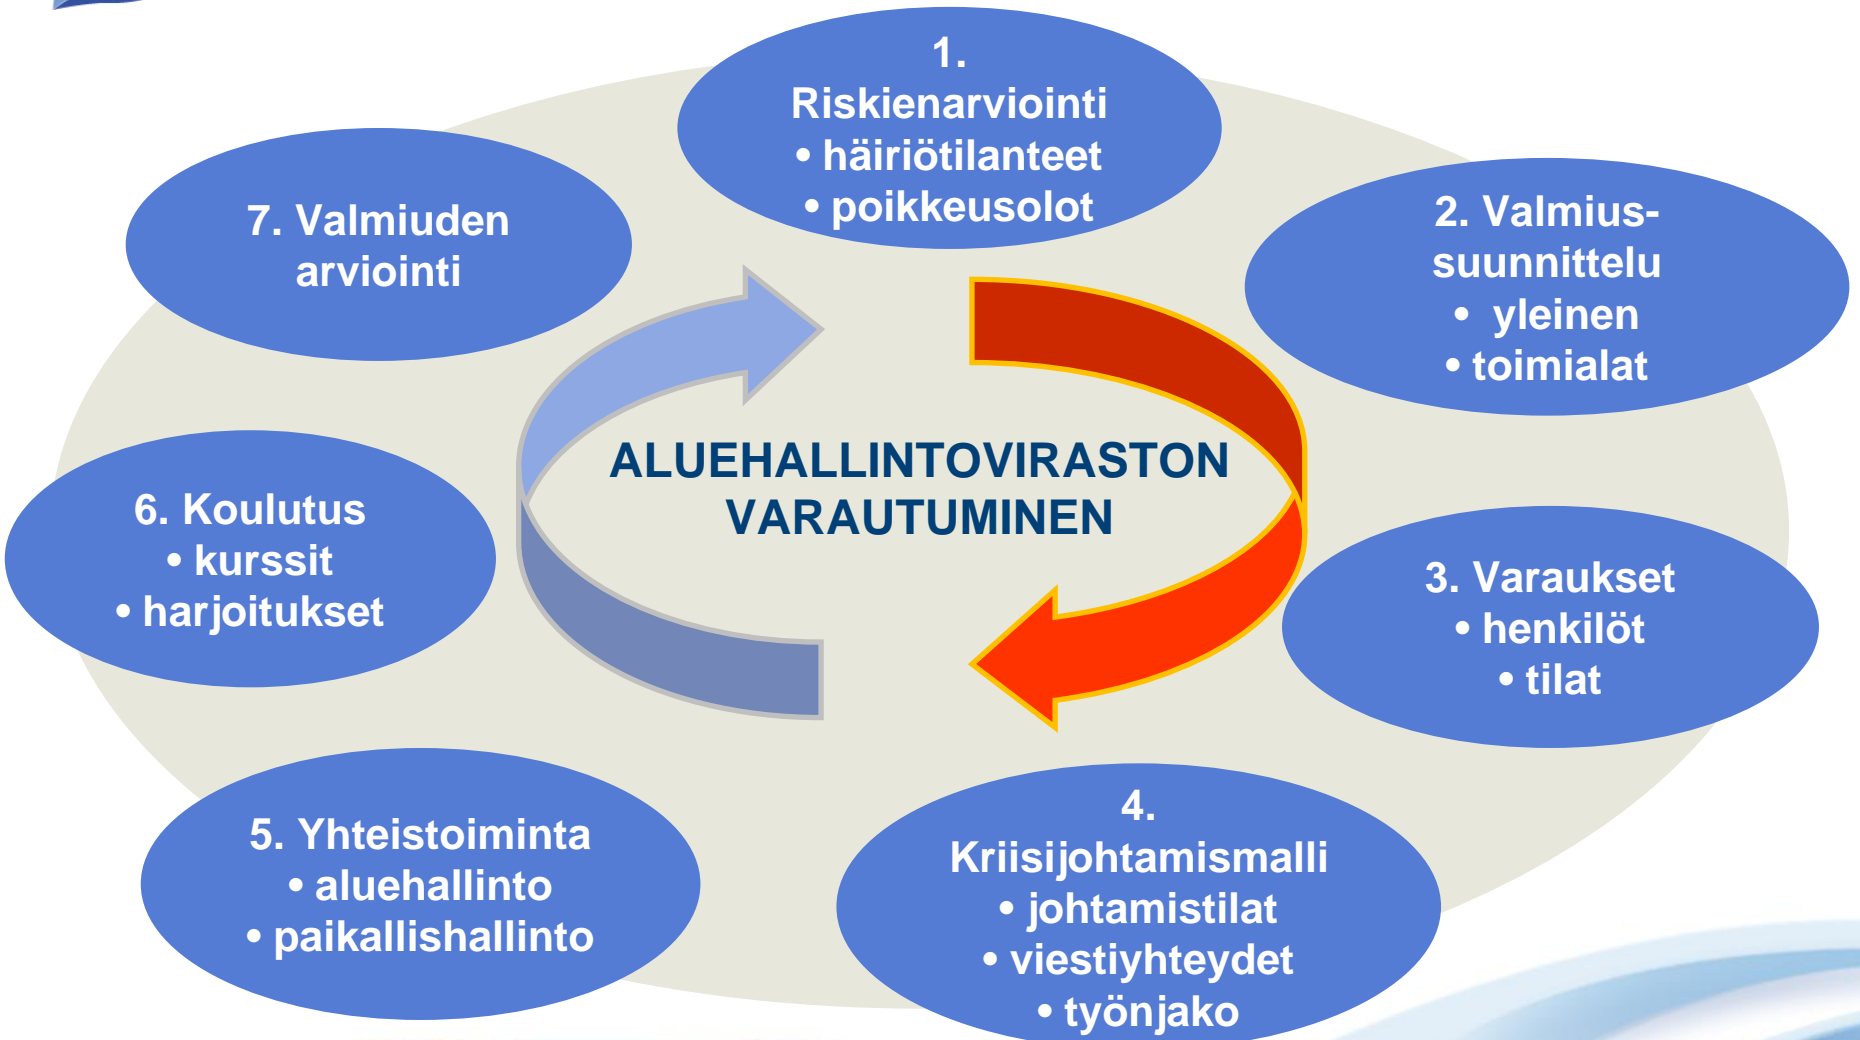 1.
Riskienarviointi
• häiriötilanteet
• poikkeusolot
2. Valmius-
suunnittelu
• yleinen
• toimialat
3. Varaukset
• henkilöt
• tilat
4.
Kriisijohtamismalli
• johtamistilat
• viestiyhteydet
• työnjako
5. Yhteistoiminta
• aluehallinto
• paikallishallinto
6. Koulutus
• kurssit
• harjoitukset
7. Valmiuden
arviointi
ALUEHALLINTOVIRASTON
VARAUTUMINEN